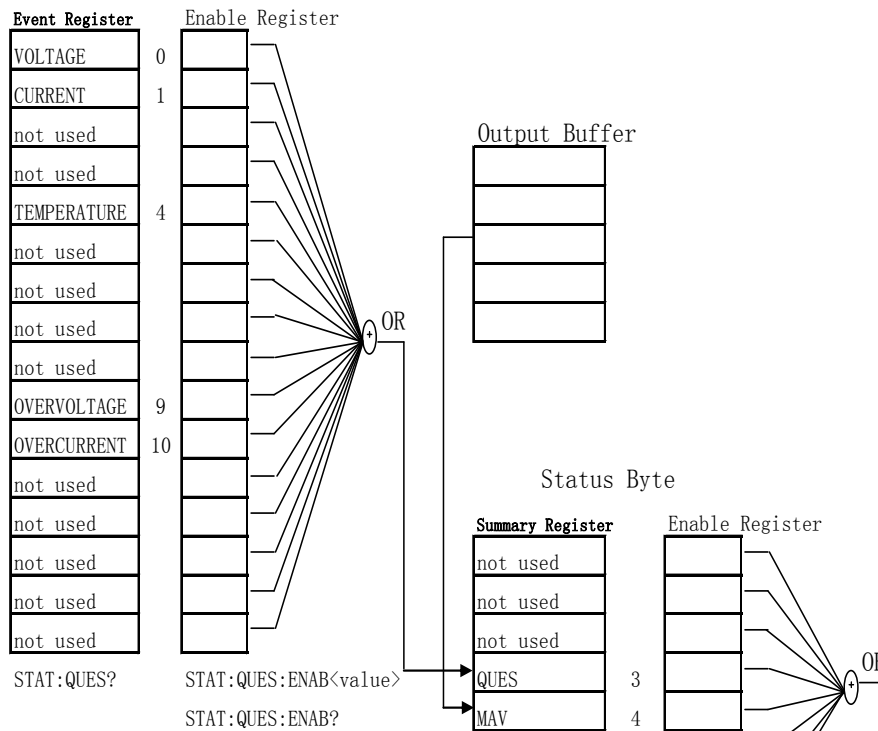 Event Register
Enable Register
VOLTAGE 0
CURRENT 1
not used
not used
TEMPERATURE 4
not used
not used
not used
not used
OVERVOLTAGE 9
OVERCURRENT 10
not used
not used
not used
not used
not used
STAT:QUES?
STAT:QUES:ENAB<value>
STAT:QUES:ENAB?
+ OR
Output Buffer
Status Byte
Summary Register
Enable Register
not used
not used
not used
QUES 3
MAV 4
+